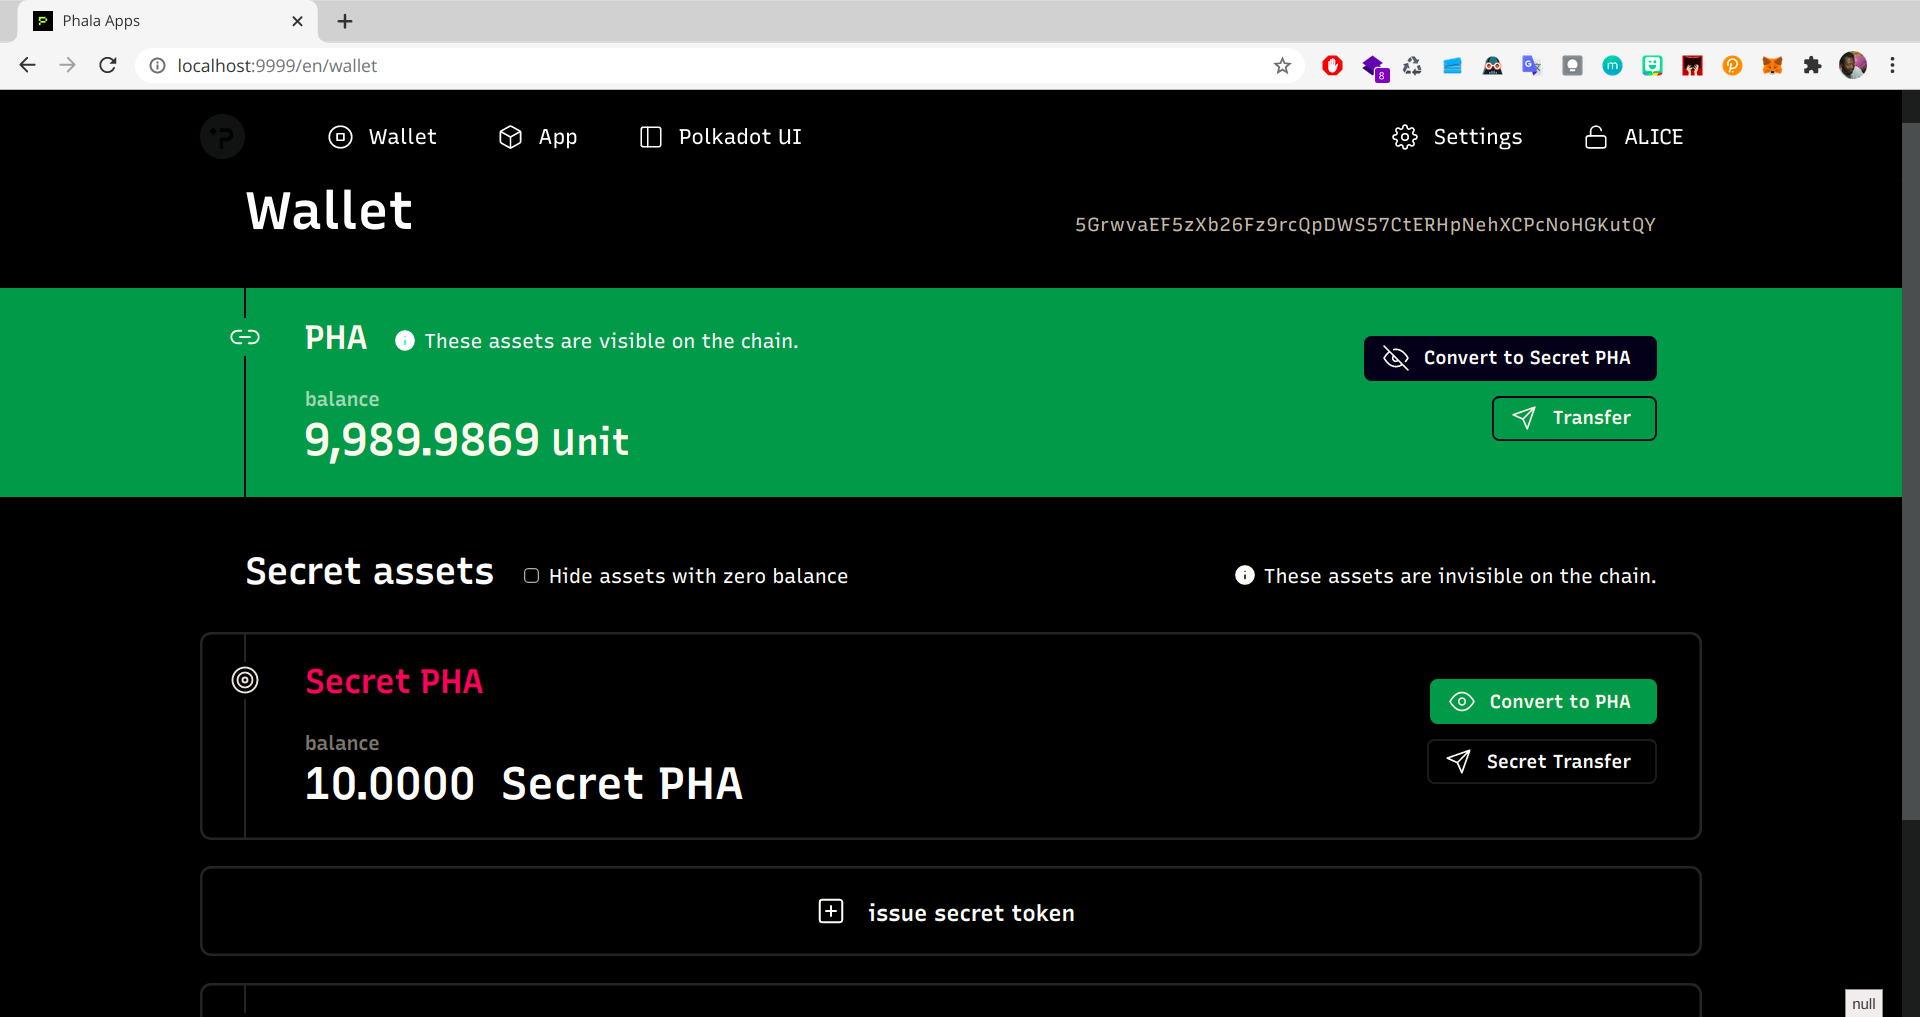 Phala Apps
localhost:9999/en/wallet
8
m
Wallet
App
Polkadot UI
Settings
ALICE
Wallet
5GrwvaEF5zXb26Fz9rcQpDWS57CtERHpNehXCPcNoHGKutQY
PHA
These assets are visible on the chain.
Convert to Secret PHA
balance
Transfer
9,989.9869 Unit
Secret assets
Hide assets with zero balance
These assets are invisible on the chain.
Secret PHA
Convert to PHA
balance
Secret Transfer
10.0000 Secret PHA
issue secret token
null